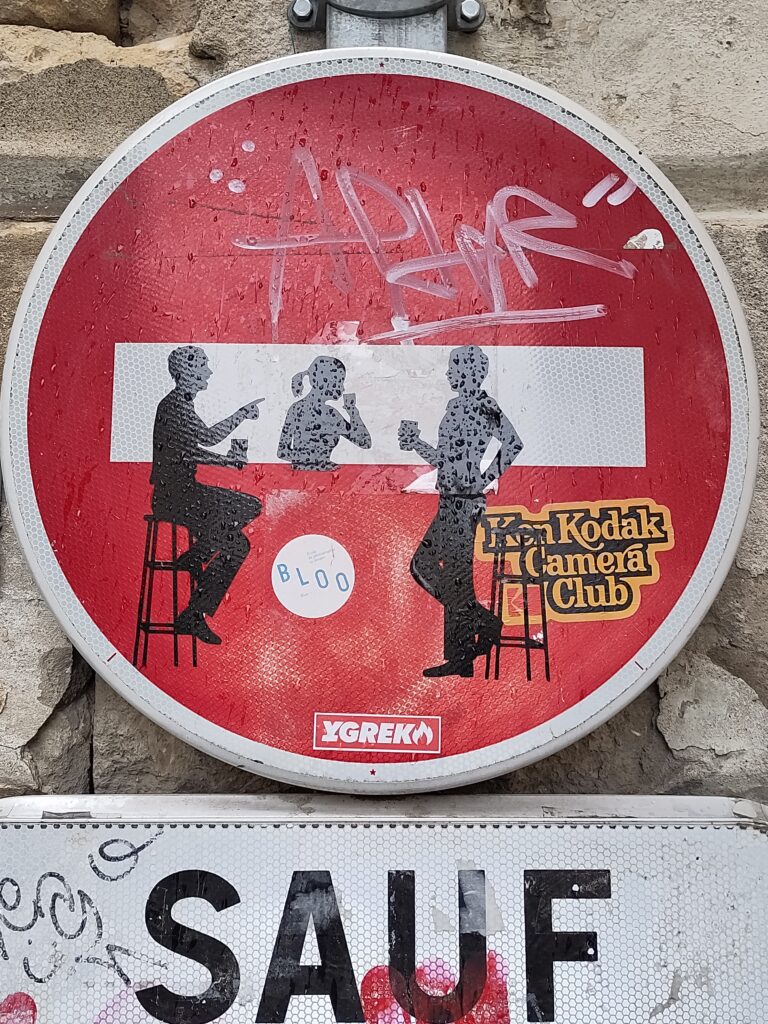 Ken Kodak
Camera
Club
BLOO
YGREK
SAUF